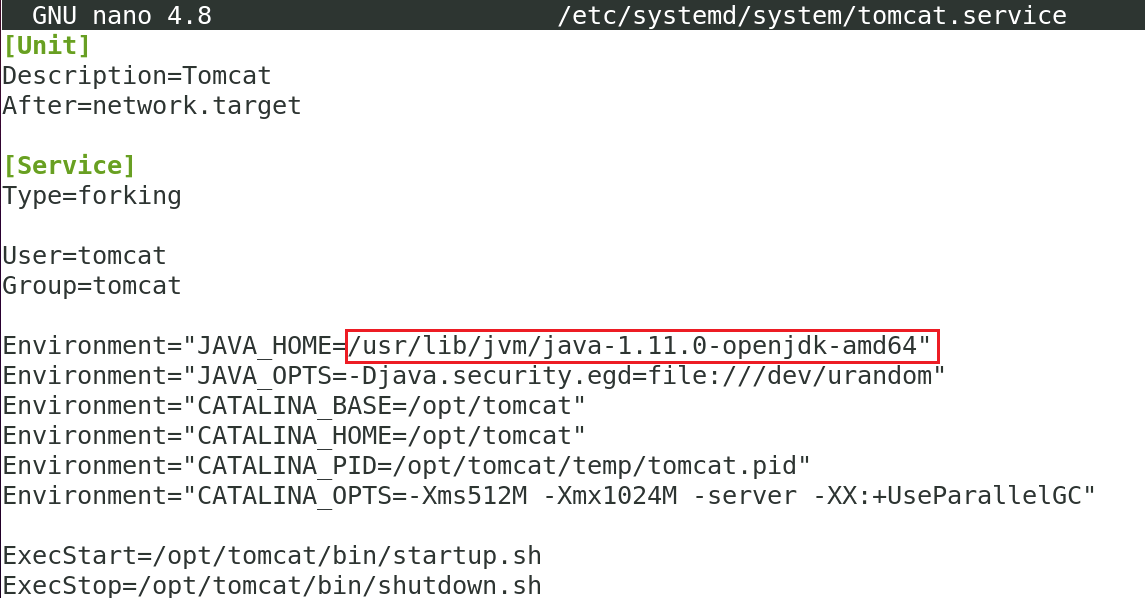 GNU nano 4.8 /etc/systemd/system/tomcat.service
[Unit]
Description=Tomcat
After=network.target
[Service]
Type=forking
User=tomcat
Group=tomcat
Environment="JAVA_HOME=/usr/lib/jvm/java-1.11.0-openjdk-amd64"
Environment="JAVA_OPTS=-Djava.security.egd=file:///dev/urandom"
Environment="CATALINA_BASE=/opt/tomcat"
Environment="CATALINA_HOME=/opt/tomcat"
Environment="CATALINA_PID=/opt/tomcat/temp/tomcat.pid"
Environment="CATALINA_OPTS=-Xms512M -Xmx1024M -server -XX:+UseParallelGC"
ExecStart=/opt/tomcat/bin/startup.sh
ExecStop=/opt/tomcat/bin/shutdown.sh